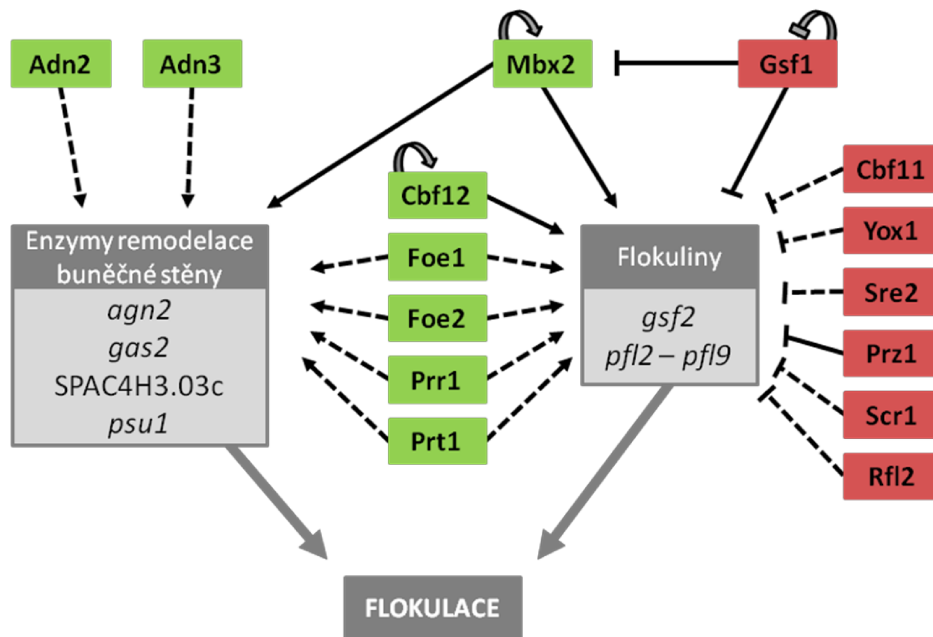 Adn2
Adn3
Mbx2
Gsf1
Cbf12
Foe1
Foe2
Prr1
Prt1
Cbf11
Yox1
Sre2
Prz1
Scr1
Rfl2
Enzymy remodelace
buněčné stěny
agn2
gas2
SPAC4H3.03c
psu1
Flokuliny
gsf2
pfl2 – pfl9
FLOKULACE